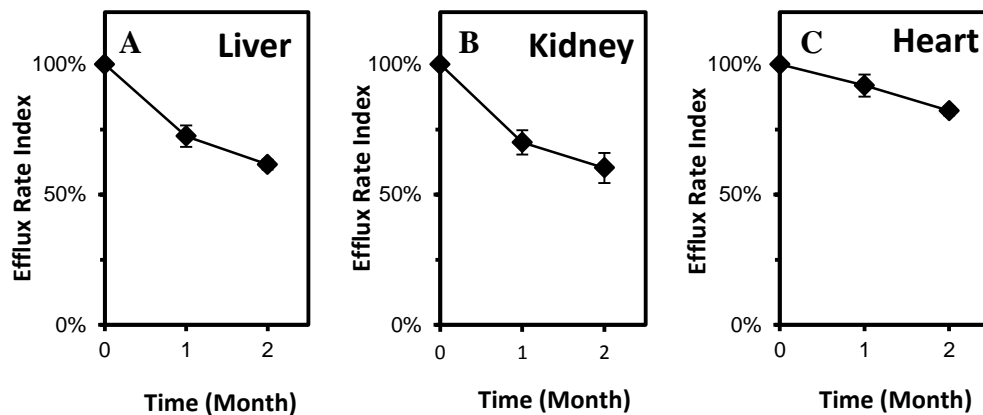 A Liver
Efflux Rate Index
100%
50%
0%
0 1 2
Time (Month)
B Kidney
Efflux Rate Index
100%
50%
0%
0 1 2
Time (Month)
C Heart
Efflux Rate Index
100%
50%
0%
0 1 2
Time (Month)